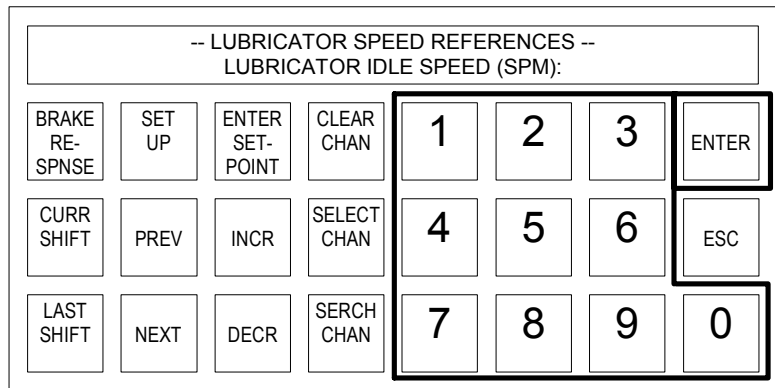 -- LUBRICATOR SPEED REFERENCES --
LUBRICATOR IDLE SPEED (SPM):
BRAKE
RE-
SPNSE
SET
UP
ENTER
SET-
POINT
CLEAR
CHAN
1
2
3
ENTER
CURR
SHIFT
PREV
INCR
SELECT
CHAN
4
5
6
ESC
LAST
SHIFT
NEXT
DECR
SERCH
CHAN
7
8
9
0